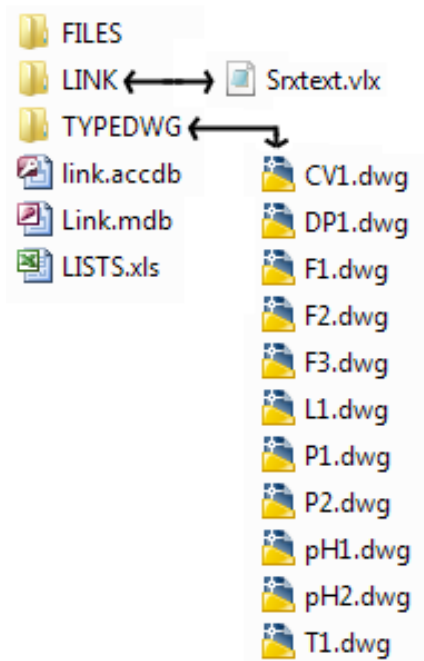 FILES
LINK Srxtext.vlx
TYPEDWG
link.accdb
CV1.dwg
Link.mdb
DP1.dwg
LISTS.xls
F1.dwg
F2.dwg
F3.dwg
L1.dwg
P1.dwg
P2.dwg
pH1.dwg
pH2.dwg
T1.dwg